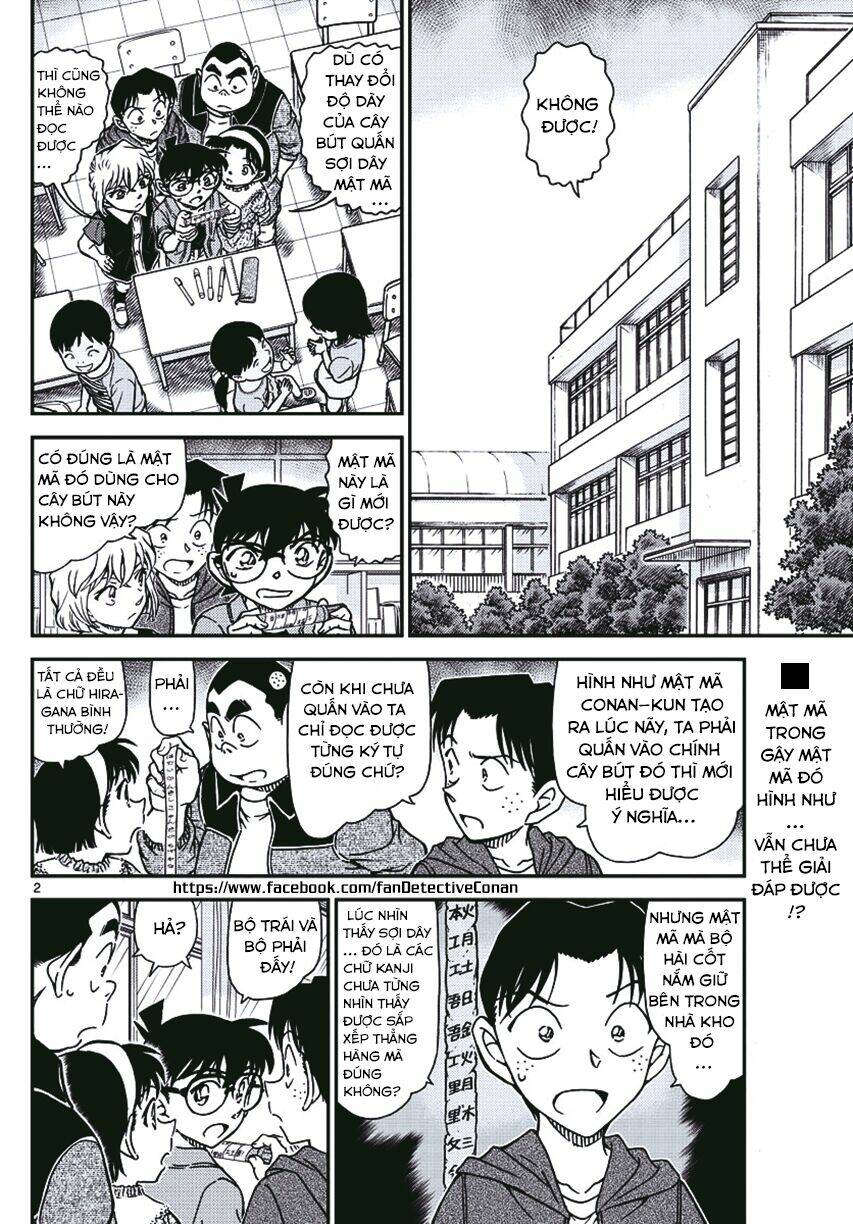 KHÔNG
ĐƯỢC!
DÙ CÓ
THAY ĐỔI
ĐỘ DÀY
CỦA CÂY
BÚT QUẤN
SỢI DÂY
MẬT MÃ
...
THÌ CŨNG
KHÔNG
THỂ NÀO
ĐỌC
ĐƯỢC
...
MẬT MÃ
NÀY LÀ
GÌ MỚI
ĐƯỢC?
CÓ ĐÚNG LÀ MẬT
MÃ ĐÓ DÙNG CHO
CÂY BÚT NÀY
KHÔNG VẬY?
MẬT MÃ
TRONG
GẬY MẬT
MÃ ĐÓ
HÌNH NHƯ
...
VẪN CHƯA
THỂ GIẢI
ĐÁP ĐƯỢC
!?
HÌNH NHƯ MẬT MÃ
CONAN-KUN TẠO
RA LÚC NÃY, TA PHẢI
QUẤN VÀO CHÍNH
CÂY BÚT ĐÓ THÌ MỚI
HIỂU ĐƯỢC
Ý NGHĨA...
CÒN KHI CHƯA
QUẤN VÀO TA
CHỈ ĐỌC ĐƯỢC
TỪNG KÝ TỰ
ĐÚNG CHỨ?
PHẢI
...
TẤT CẢ ĐỀU
LÀ CHỮ HIRA-
GANA BÌNH
THƯỜNG!
2
https://www.facebook.com/fanDetectiveConan
NHƯNG MẬT
MÃ MÀ BỘ
HÀI CỐT
NẮM GIỮ
BÊN TRONG
NHÀ KHO
ĐÓ
...
LÚC NHÌN
THẤY SỢI DÂY
... ĐÓ LÀ CÁC
CHỮ KANJI
CHƯA TỪNG
NHÌN THẤY
ĐƯỢC SẮP
XẾP THẲNG
HÀNG MÀ
ĐÚNG
KHÔNG?
BỘ TRÁI VÀ
BỘ PHẢI
ĐẤY!
HẢ?